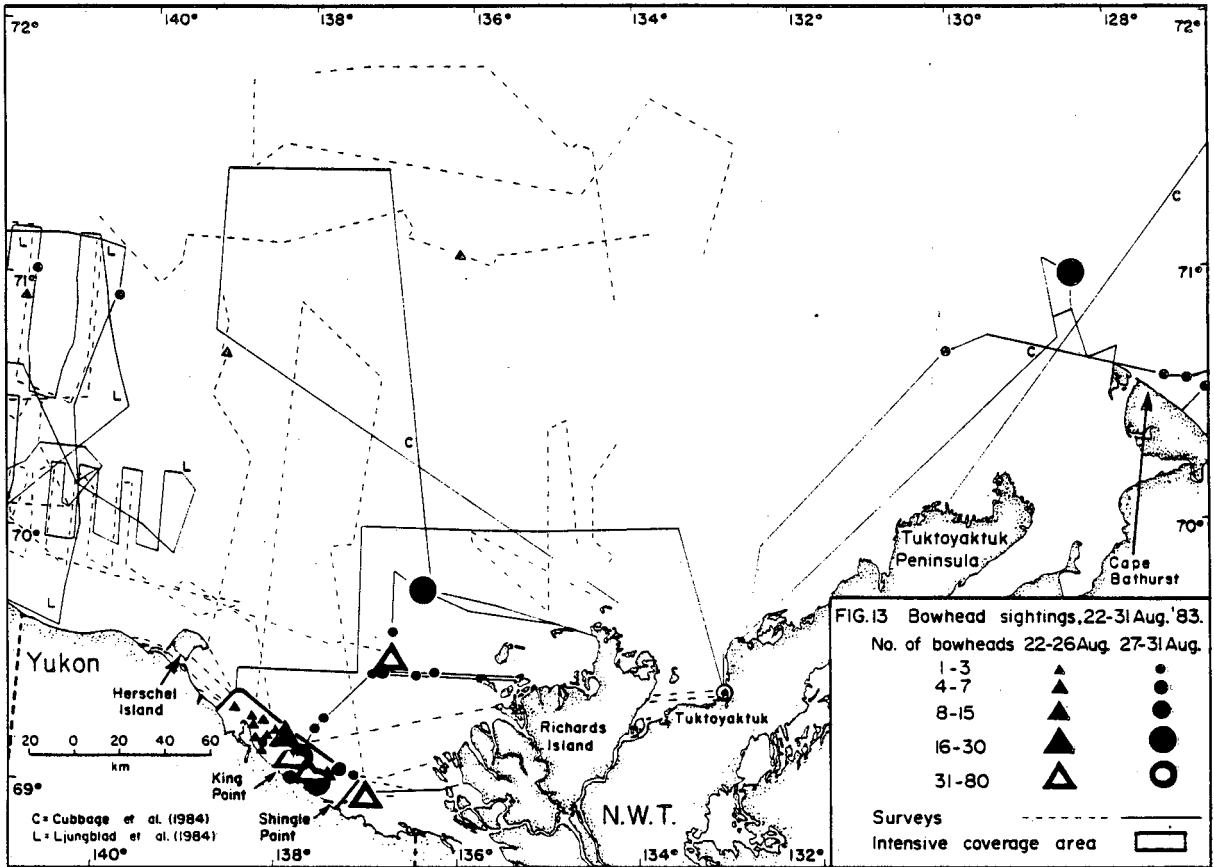 72°
140°
138°
136°
134°
132°
130°
128°
72°
C
L
L
71°
71°
C
L
C
L
70°
70°
Tuktoyaktuk
Peninsula
Cape
Bathurst
L
Yukon
Herschel
Island
Richards
Island
Tuktoyaktuk
20 0 20 40 60
km
King
Point
69°
Shingle
Point
N.W.T.
C = Cubbage et al. (1984)
L = Ljungblad et al. (1984)
140°
138°
136°
134°
132°
FIG.13 Bowhead sightings, 22-31 Aug. '83.
No. of bowheads 22-26 Aug. 27-31 Aug.
1-3
4-7
8-15
16-30
31-80
Surveys
Intensive coverage area